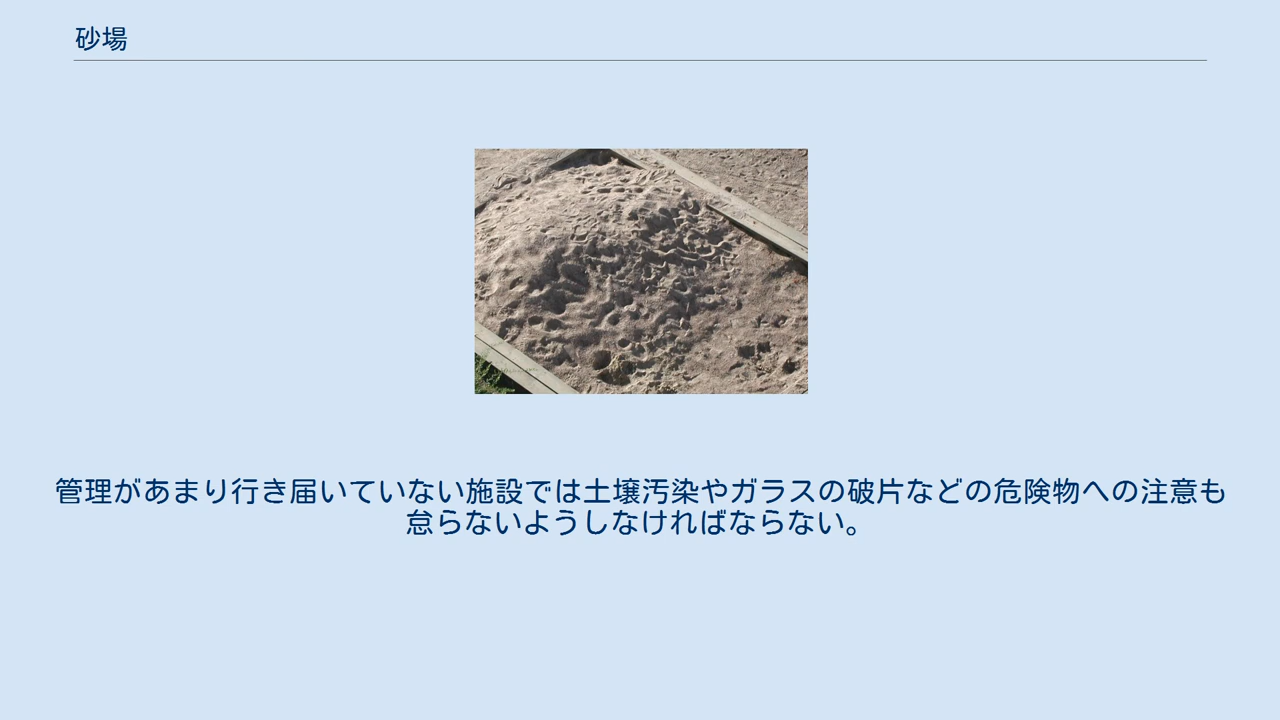 砂場
管理があまり行き届いていない施設では土壌汚染やガラスの破片などの危険物への注意も
怠らないようしなければならない。